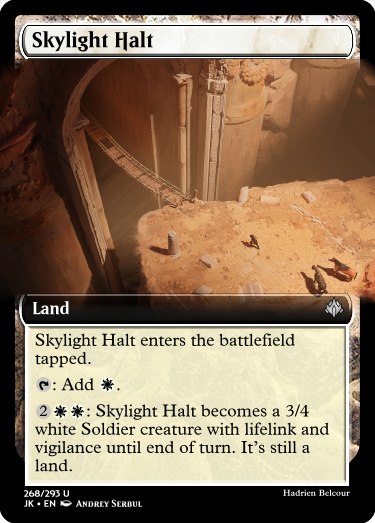 Skylight Halt
Land
Skylight Halt enters the battlefield
tapped.
: Add .
2 : Skylight Halt becomes a 3/4
white Soldier creature with lifelink and
vigilance until end of turn. It's still a
land.
268/293 U Hadrien Belcour
JK • EN Andrey Serbul